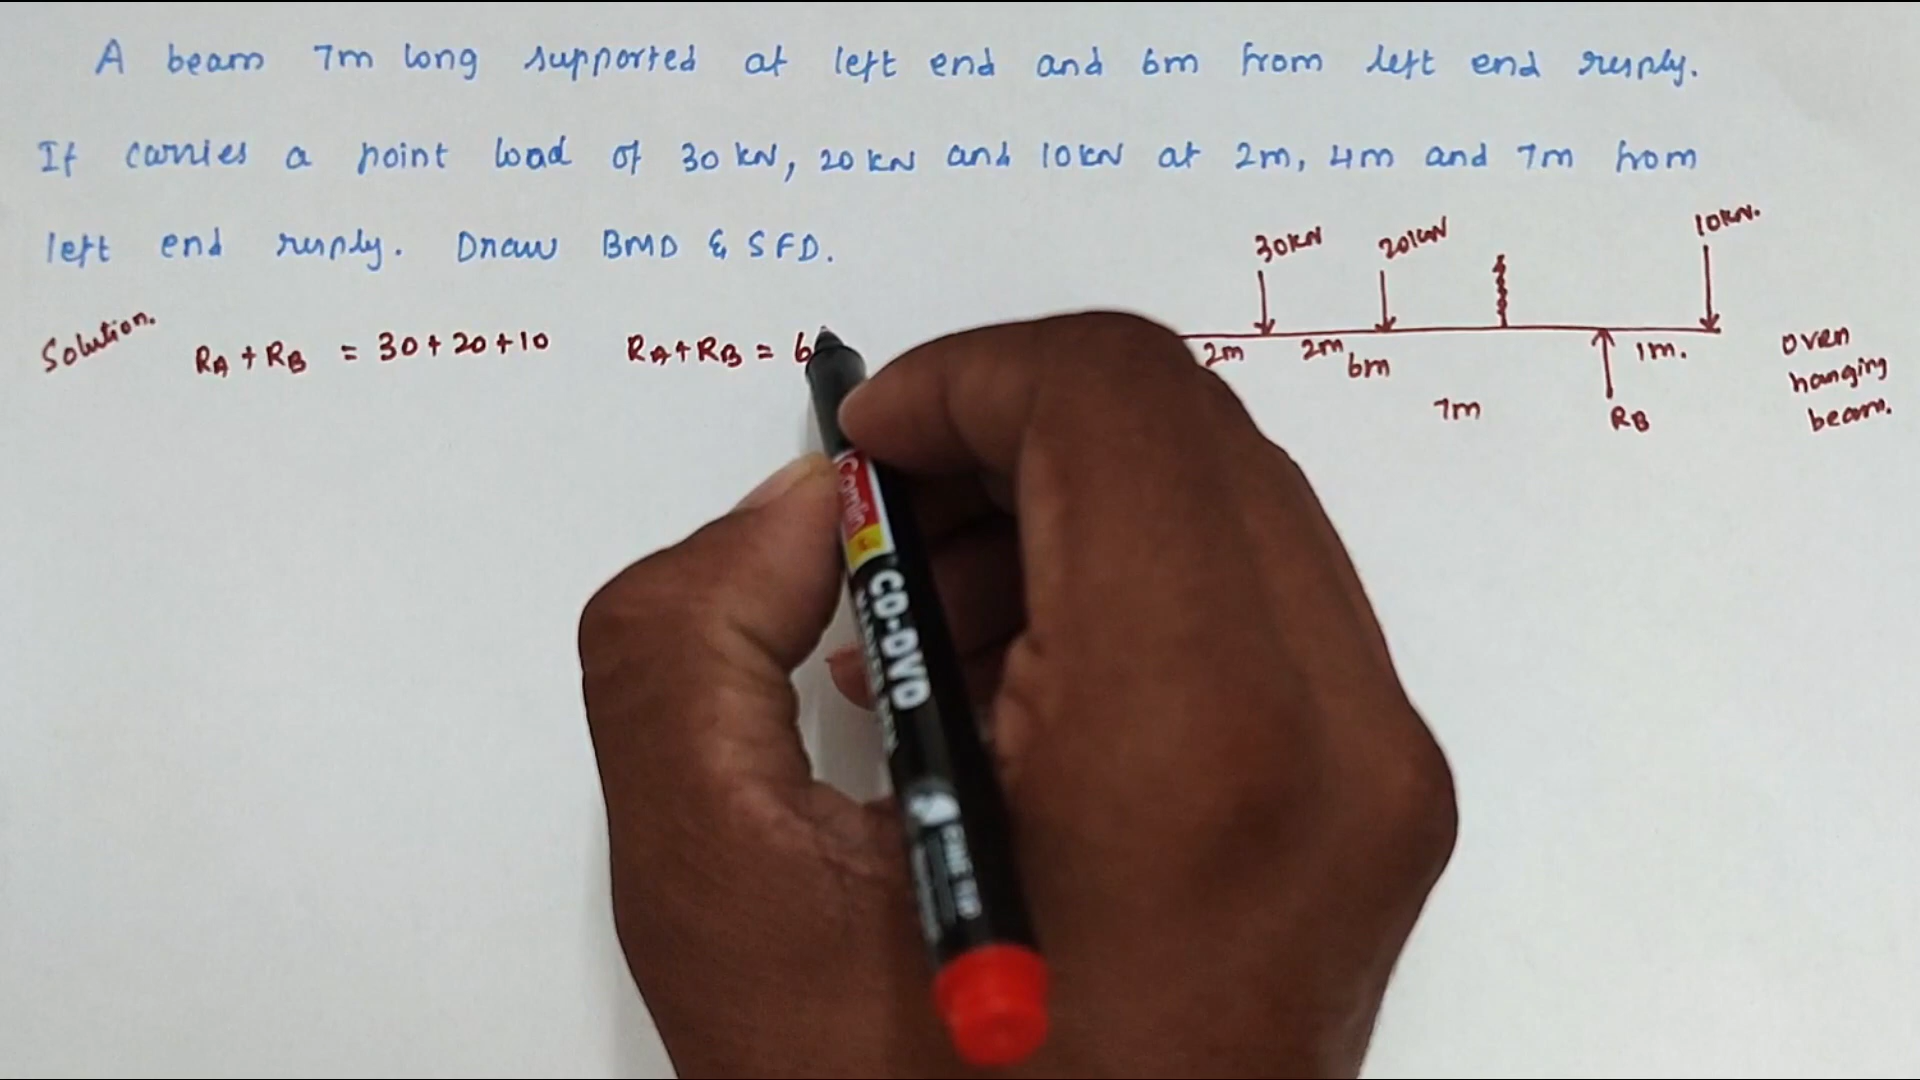 A beam 7m long supported at left end and 6m from left end resply.
It carries a point load of 30 kN, 20 kN and 10 kN at 2m, 4m and 7m from
left end resply. Draw BMD & SFD.
Solution.
RA + RB = 30 + 20 + 10 RA + RB = 6
30kN 20kN 10kN.
2m 2m 1m.
6m
7m
RB
over
hanging
beam.
Camlin
CD-DVD